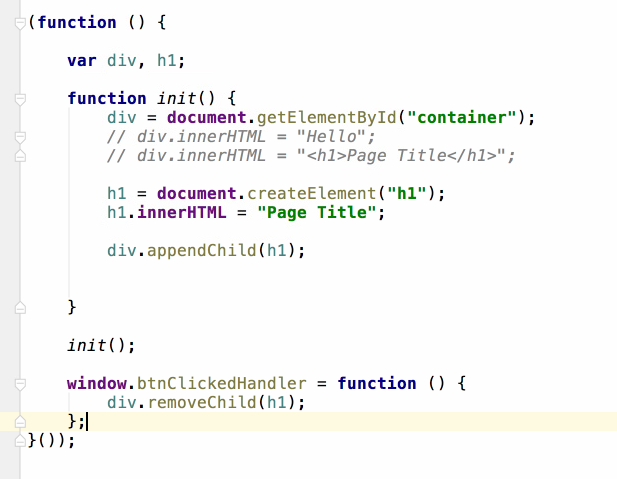 (function () {
var div, h1;
function init() {
div = document.getElementById("container");
// div.innerHTML = "Hello";
// div.innerHTML = "<h1>Page Title</h1>";
h1 = document.createElement("h1");
h1.innerHTML = "Page Title";
div.appendChild(h1);
}
init();
window.btnClickedHandler = function () {
div.removeChild(h1);
};
}());